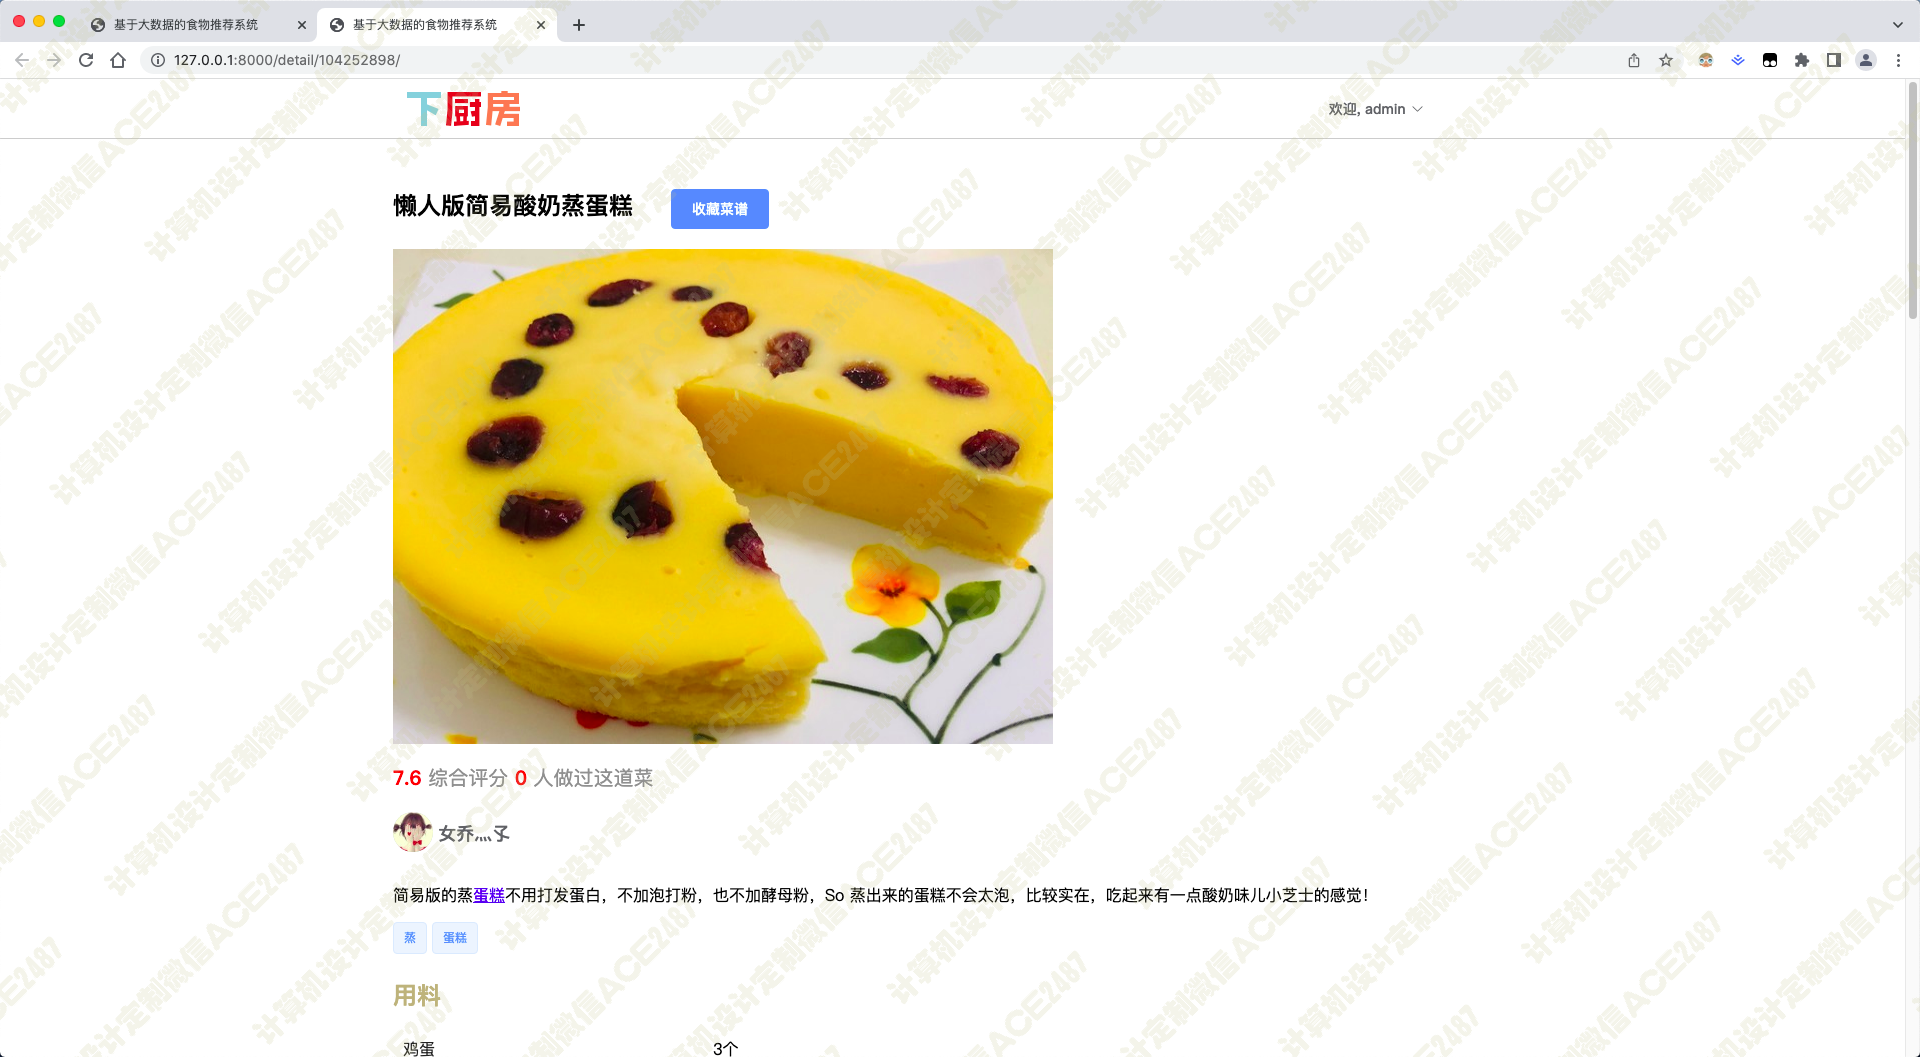 基于大数据的食物推荐系统
基于大数据的食物推荐系统
127.0.0.1:8000/detail/104252898/
下厨房
欢迎, admin
懒人版简易酸奶蒸蛋糕
收藏菜谱
7.6 综合评分 0 人做过这道菜
女乔灬孓
简易版的蒸蛋糕不用打发蛋白，不加泡打粉，也不加酵母粉，So 蒸出来的蛋糕不会太泡，比较实在，吃起来有一点酸奶味儿小芝士的感觉！
蒸
蛋糕
用料
鸡蛋
3个
计算机设计定制微信ACE2487